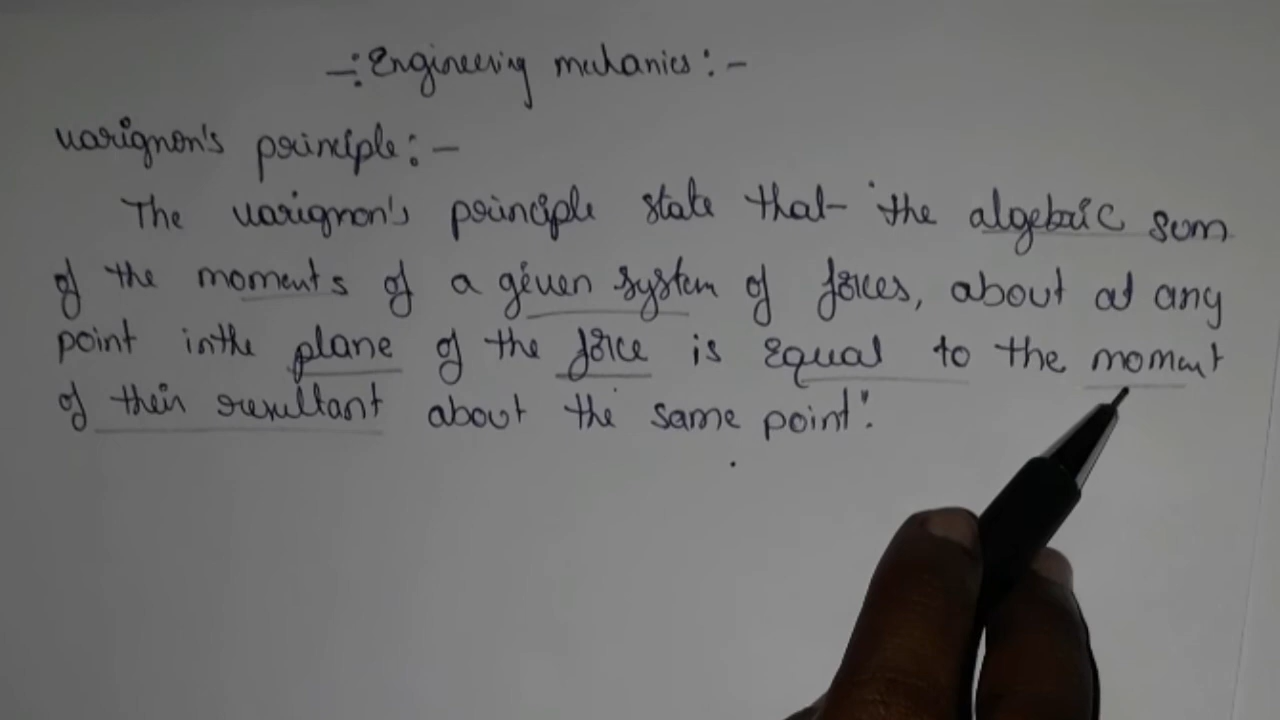 -: Engineering mechanics:-
varignon's principle:-
The varignon's principle state that "the algebric sum
of the moments of a given system of forces, about at any
point in the plane of the force is equal to the moment
of their resultant about the same point".